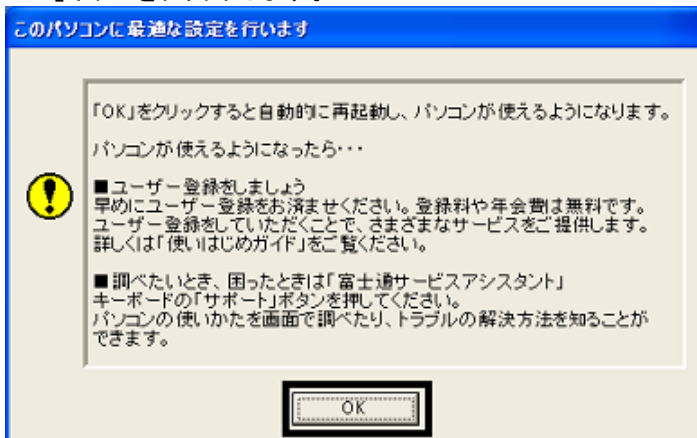 このパソコンに最適な設定を行います
「OK」をクリックすると自動的に再起動し、パソコンが使えるようになります。
パソコンが使えるようになったら・・・
■ユーザー登録をしましょう
早めにユーザー登録をお済ませください。登録料や年会費は無料です。
ユーザー登録をしていただくことで、さまざまなサービスをご提供します。
詳しくは「使いはじめガイド」をご覧ください。
■調べたいとき、困ったときは「富士通サービスアシスタント」
キーボードの「サポート」ボタンを押してください。
パソコンの使いかたを画面で調べたり、トラブルの解決方法を知ることが
できます。
OK